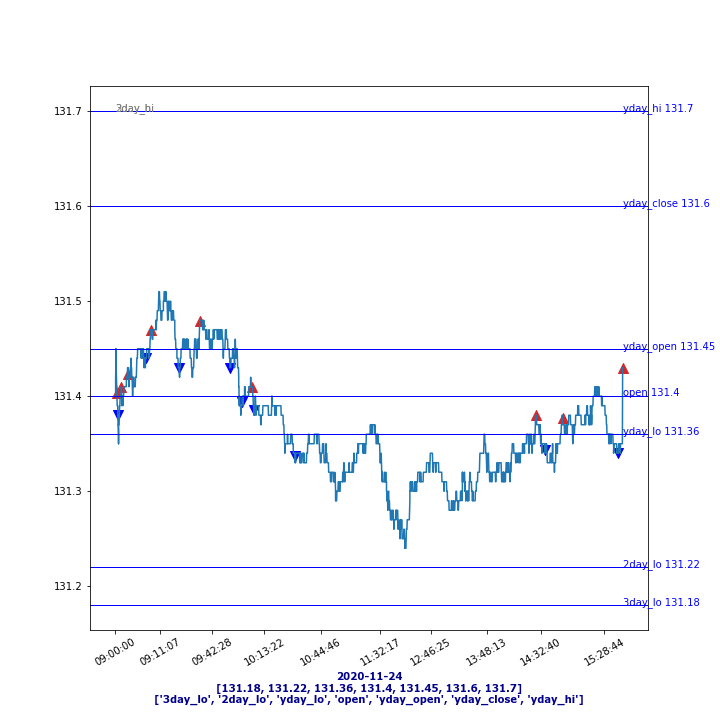 3day_hi
yday_hi 131.7
131.7
131.6
yday_close 131.6
131.5
yday_open 131.45
131.4
open 131.4
yday_lo 131.36
131.3
2day_lo 131.22
131.2
3day_lo 131.18
09:00:00 09:11:07 09:42:28 10:13:22 10:44:46 11:32:17 12:46:25 13:48:13 14:32:40 15:28:44
2020-11-24
[131.18, 131.22, 131.36, 131.4, 131.45, 131.6, 131.7]
['3day_lo', '2day_lo', 'yday_lo', 'open', 'yday_open', 'yday_close', 'yday_hi']